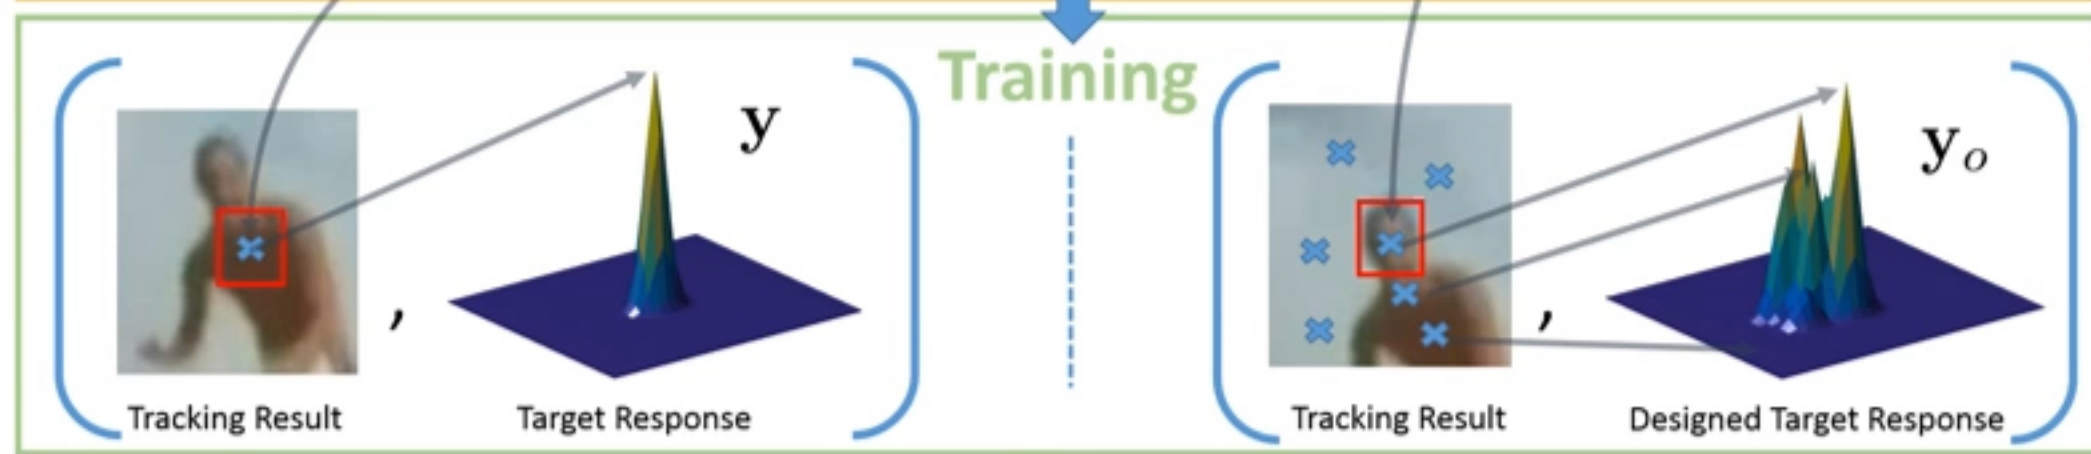 Training
y
y_o
,
,
Tracking Result
Target Response
Tracking Result
Designed Target Response